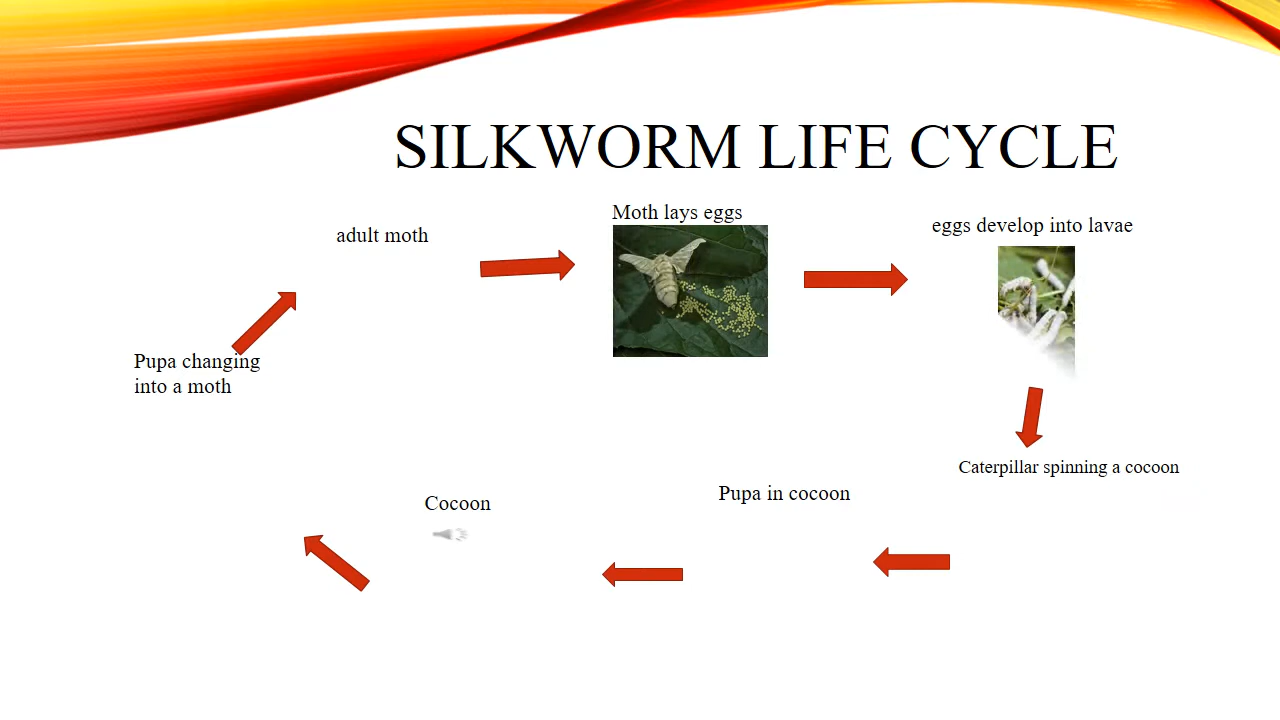 SILKWORM LIFE CYCLE
Moth lays eggs
eggs develop into lavae
adult moth
Pupa changing
into a moth
Caterpillar spinning a cocoon
Pupa in cocoon
Cocoon